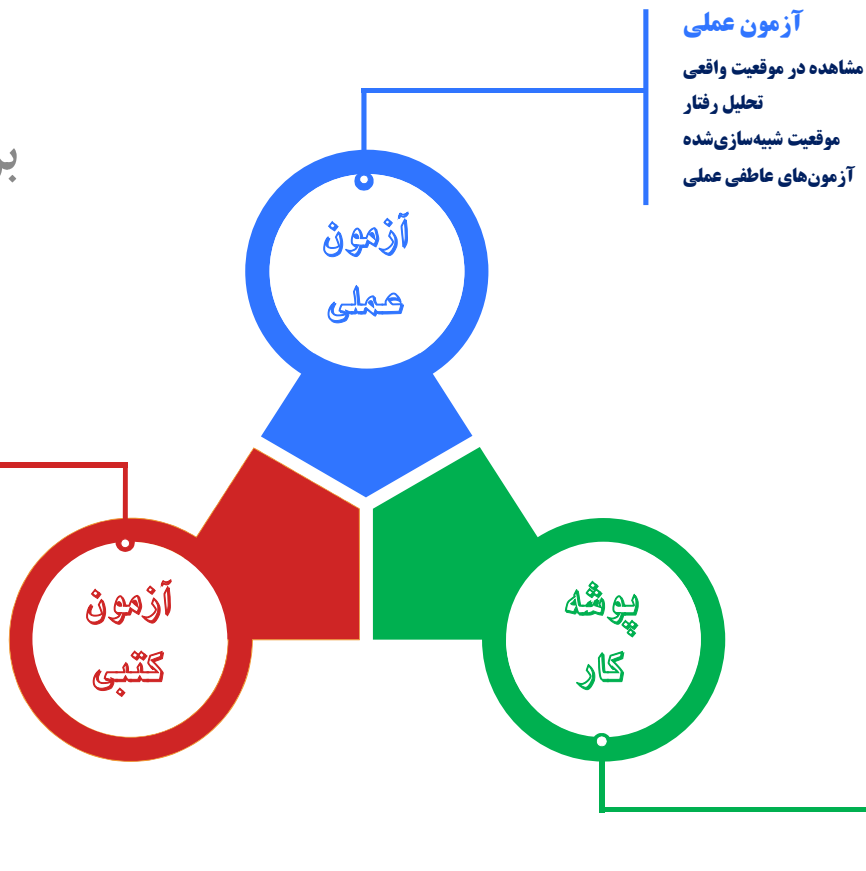 آزمون عملی
مشاهده در موقعیت واقعی
تحلیل رفتار
موقعیت شبیه‌سازی‌شده
آزمون‌های عاطفی عملی
آزمون
عملی
آزمون
کتبی
پوشه
کار